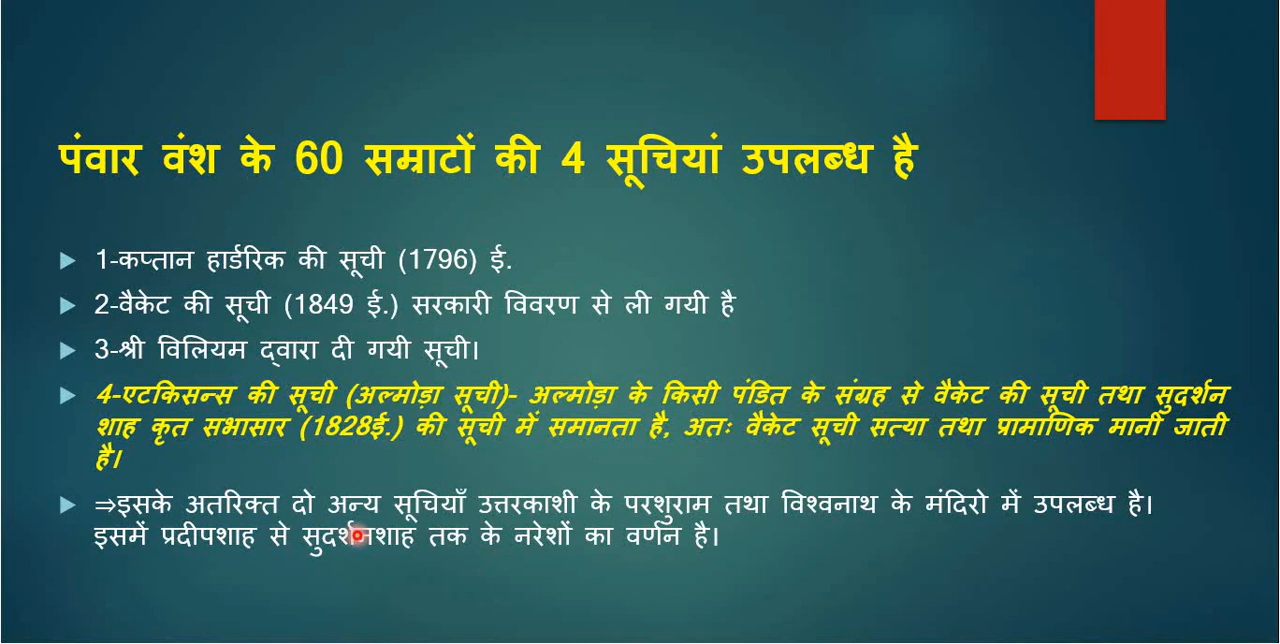 पंवार वंश के 60 सम्राटों की 4 सूचियां उपलब्ध है
1-कप्तान हार्डरिक की सूची (1796) ई.
2-वैकेट की सूची (1849 ई.) सरकारी विवरण से ली गयी है
3-श्री विलियम द्वारा दी गयी सूची।
4-एटकिसन्स की सूची (अल्मोड़ा सूची)- अल्मोड़ा के किसी पंडित के संग्रह से वैकेट की सूची तथा सुदर्शन
शाह कृत सभासार (1828ई.) की सूची में समानता है, अतः वैकेट सूची सत्या तथा प्रामाणिक मानी जाती
है।
⇒इसके अतरिक्त दो अन्य सूचियाँ उत्तरकाशी के परशुराम तथा विश्वनाथ के मंदिरो में उपलब्ध है।
इसमें प्रदीपशाह से सुदर्शनशाह तक के नरेशों का वर्णन है।